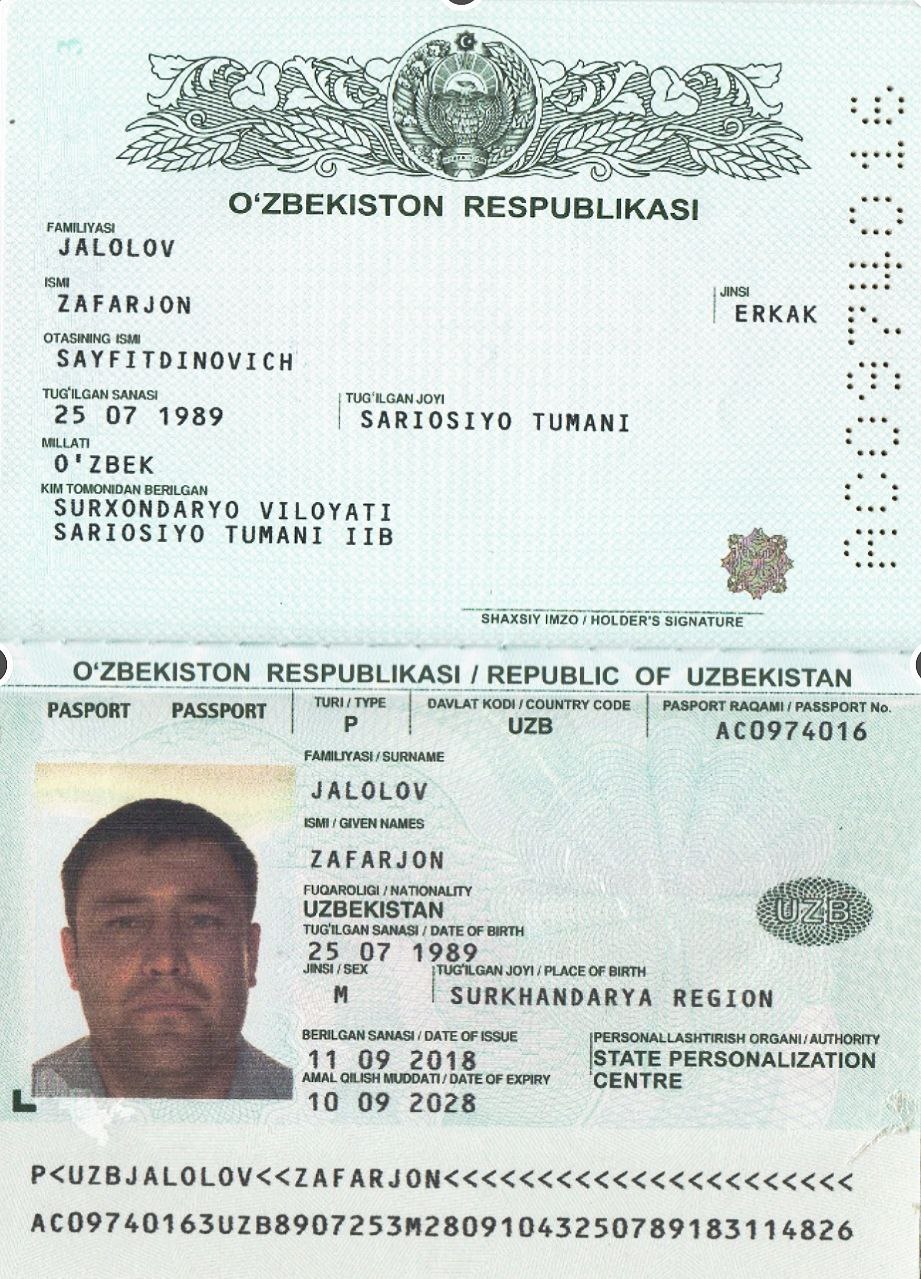 O‘ZBEKISTON RESPUBLIKASI
FAMILIYASI
JALOLOV
ISMI
ZAFARJON
JINSI
ERKAK
OTASINING ISMI
SAYFITDINOVICH
TUG‘ILGAN SANASI
25 07 1989
TUG‘ILGAN JOYI
SARIOSIYO TUMANI
MILLATI
O'ZBEK
KIM TOMONIDAN BERILGAN
SURXONDARYO VILOYATI
SARIOSIYO TUMANI IIB
AC0974016
SHAXSIY IMZO / HOLDER'S SIGNATURE
O‘ZBEKISTON RESPUBLIKASI / REPUBLIC OF UZBEKISTAN
PASPORT PASSPORT
TURI / TYPE
P
DAVLAT KODI / COUNTRY CODE
UZB
PASPORT RAQAMI / PASSPORT No.
AC0974016
FAMILIYASI / SURNAME
JALOLOV
ISMI / GIVEN NAMES
ZAFARJON
FUQAROLIGI / NATIONALITY
UZBEKISTAN
TUG‘ILGAN SANASI / DATE OF BIRTH
25 07 1989
JINSI / SEX
M
TUG‘ILGAN JOYI / PLACE OF BIRTH
SURKHANDARYA REGION
UZB
BERILGAN SANASI / DATE OF ISSUE
11 09 2018
AMAL QILISH MUDDATI / DATE OF EXPIRY
10 09 2028
PERSONALLASHTIRISH ORGANI / AUTHORITY
STATE PERSONALIZATION
CENTRE
P<UZBJALOLOV<<ZAFARJON<<<<<<<<<<<<<<<<<<<<<<
AC09740163UZB8907253M28091043250789183114826